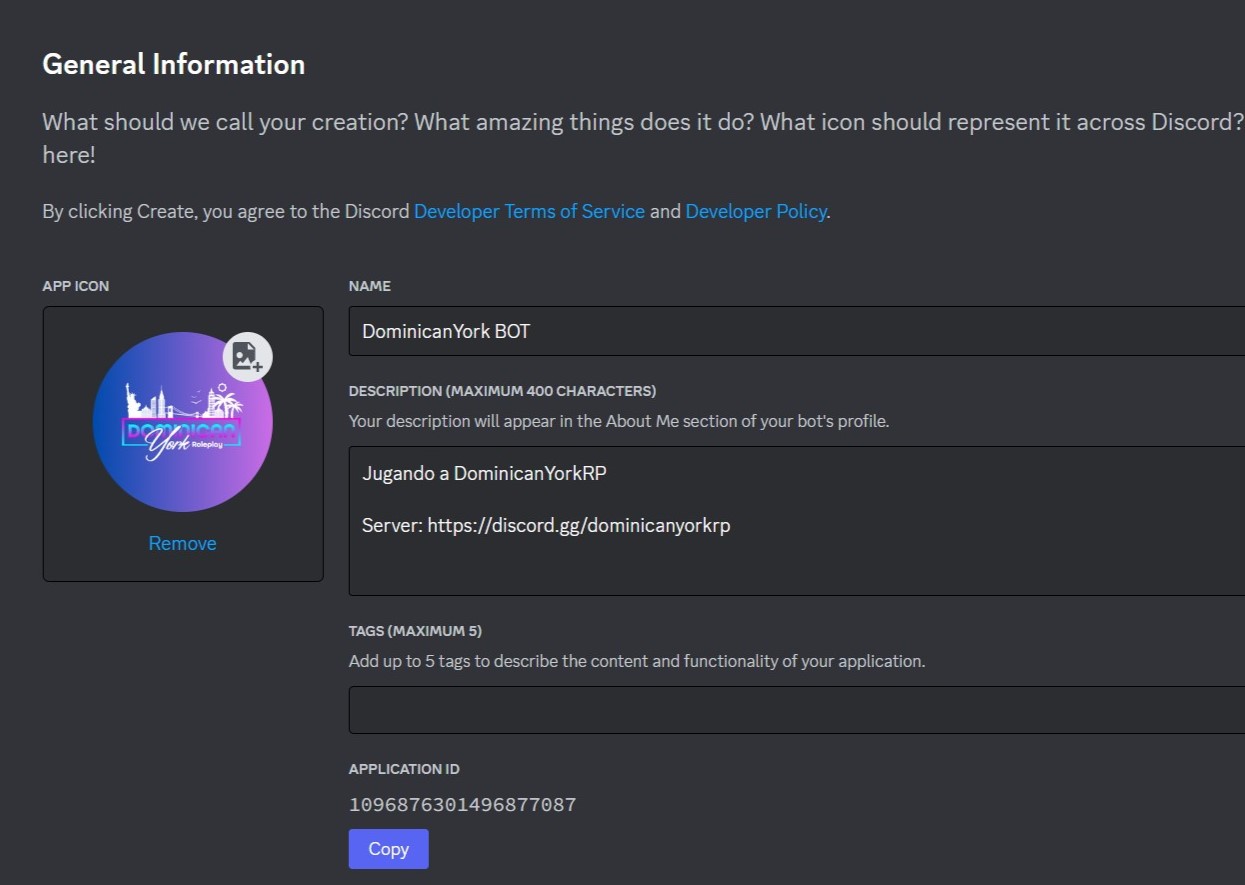 General Information
What should we call your creation? What amazing things does it do? What icon should represent it across Discord?
here!
By clicking Create, you agree to the Discord Developer Terms of Service and Developer Policy.
APP ICON
DOMINICAN
York Roleplay
Remove
NAME
DominicanYork BOT
DESCRIPTION (MAXIMUM 400 CHARACTERS)
Your description will appear in the About Me section of your bot's profile.
Jugando a DominicanYorkRP
Server: https://discord.gg/dominicanyorkrp
TAGS (MAXIMUM 5)
Add up to 5 tags to describe the content and functionality of your application.
APPLICATION ID
1096876301496877087
Copy